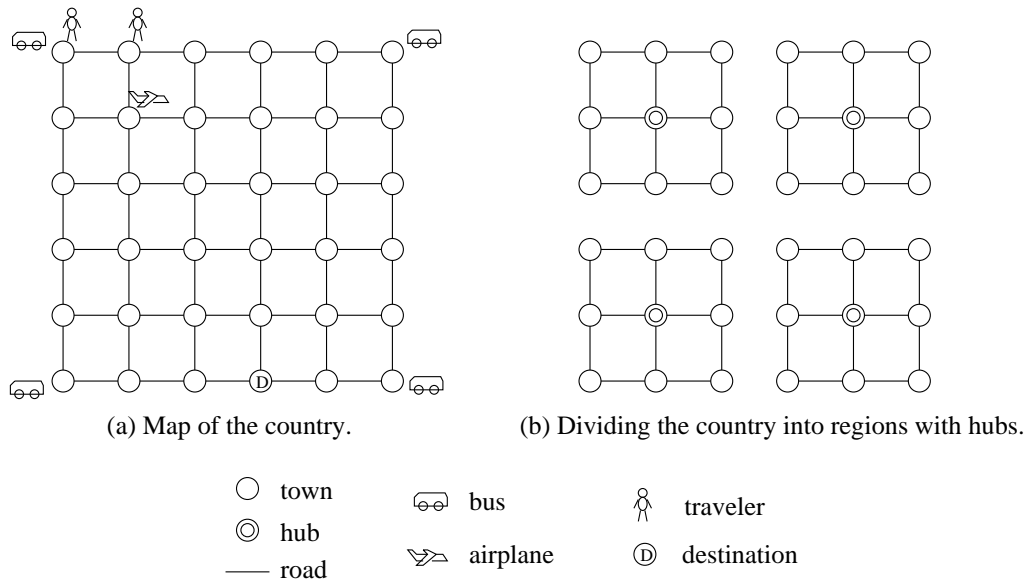 D
(a) Map of the country.
(b) Dividing the country into regions with hubs.
town
bus
traveler
hub
airplane
D
destination
road